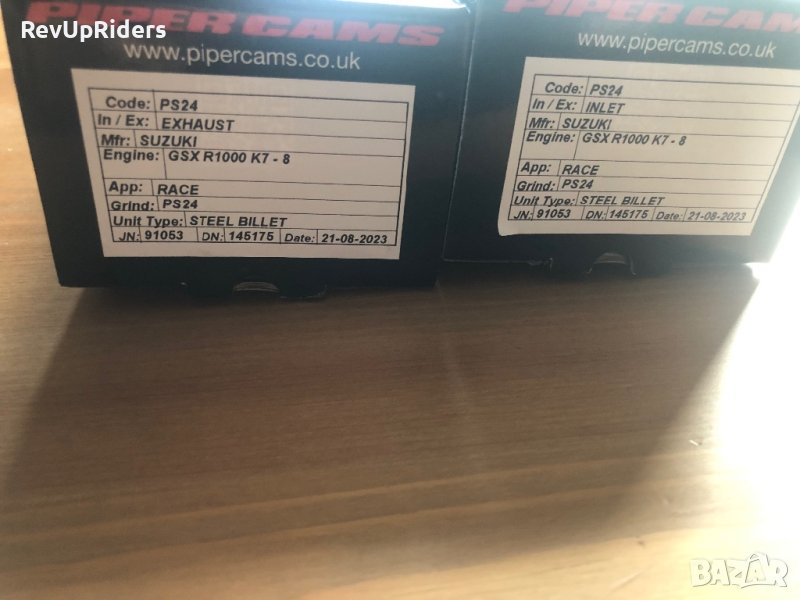 RevUpRiders
PIPER CAMS
www.pipercams.co.uk
Code: PS24
In / Ex: EXHAUST
Mfr: SUZUKI
Engine: GSX R1000 K7 - 8
App: RACE
Grind: PS24
Unit Type: STEEL BILLET
JN: 91053 DN: 145175 Date: 21-08-2023
PIPER CAMS
www.pipercams.co.uk
Code: PS24
In / Ex: INLET
Mfr: SUZUKI
Engine: GSX R1000 K7 - 8
App: RACE
Grind: PS24
Unit Type: STEEL BILLET
JN: 91053 DN: 145175 Date: 21-08-2023
BAZAR